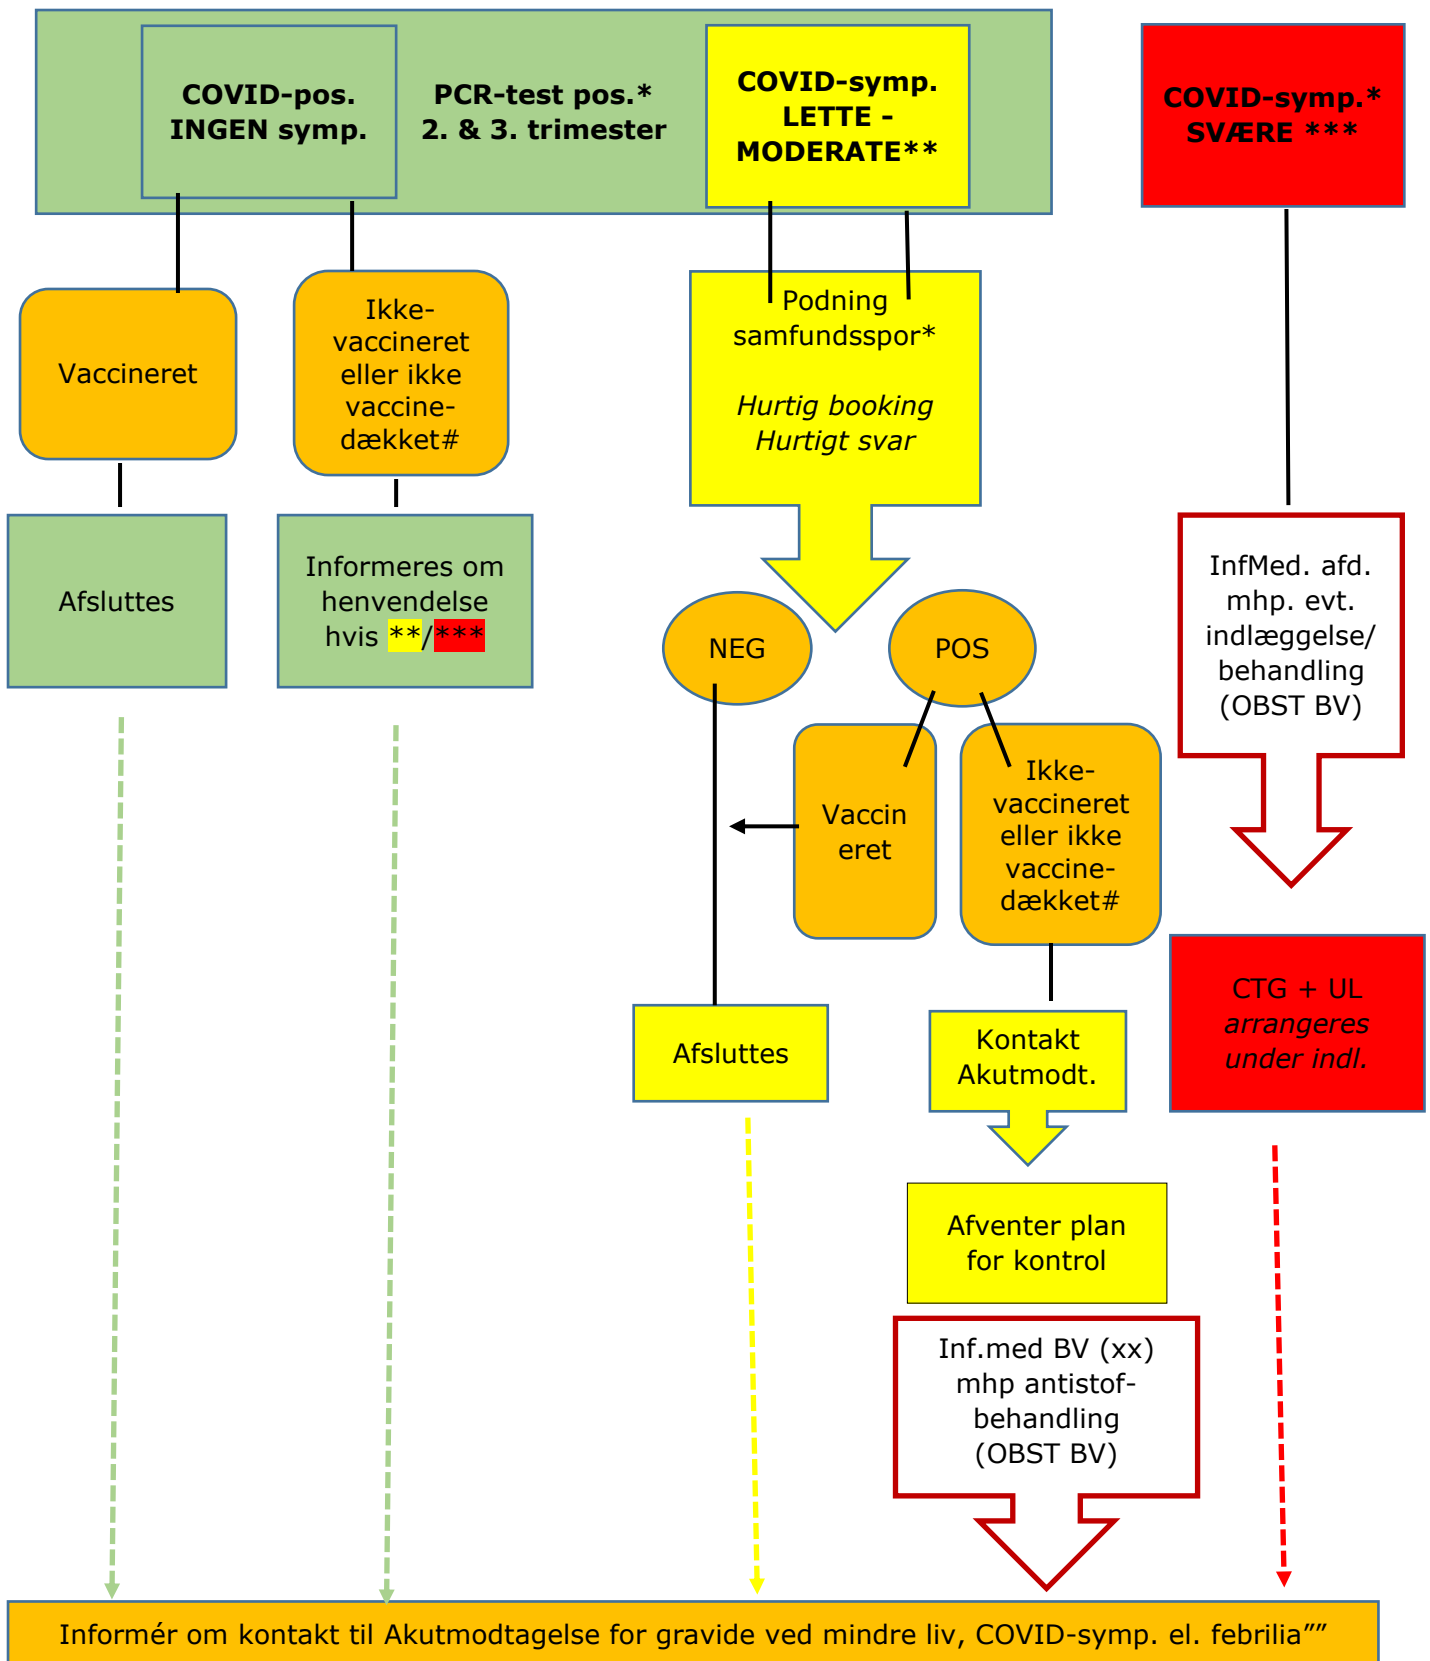 COVID-pos.
INGEN symp.
PCR-test pos.*
2. & 3. trimester
COVID-symp.
LETTE -
MODERATE**
COVID-symp.*
SVÆRE ***
Vaccineret
Ikke-
vaccineret
eller ikke
vaccine-
dækket#
Podning
samfundsspor*
Hurtig booking
Hurtigt svar
Afsluttes
Informeres om
henvendelse
hvis **/***
InfMed. afd.
mhp. evt.
indlæggelse/
behandling
(OBST BV)
NEG
POS
Vaccin
eret
Ikke-
vaccineret
eller ikke
vaccine-
dækket#
Afsluttes
Kontakt
Akutmodt.
CTG + UL
arrangeres
under indl.
Afventer plan
for kontrol
Inf.med BV (xx)
mhp antistof-
behandling
(OBST BV)
Informér om kontakt til Akutmodtagelse for gravide ved mindre liv, COVID-symp. el. febrilia””